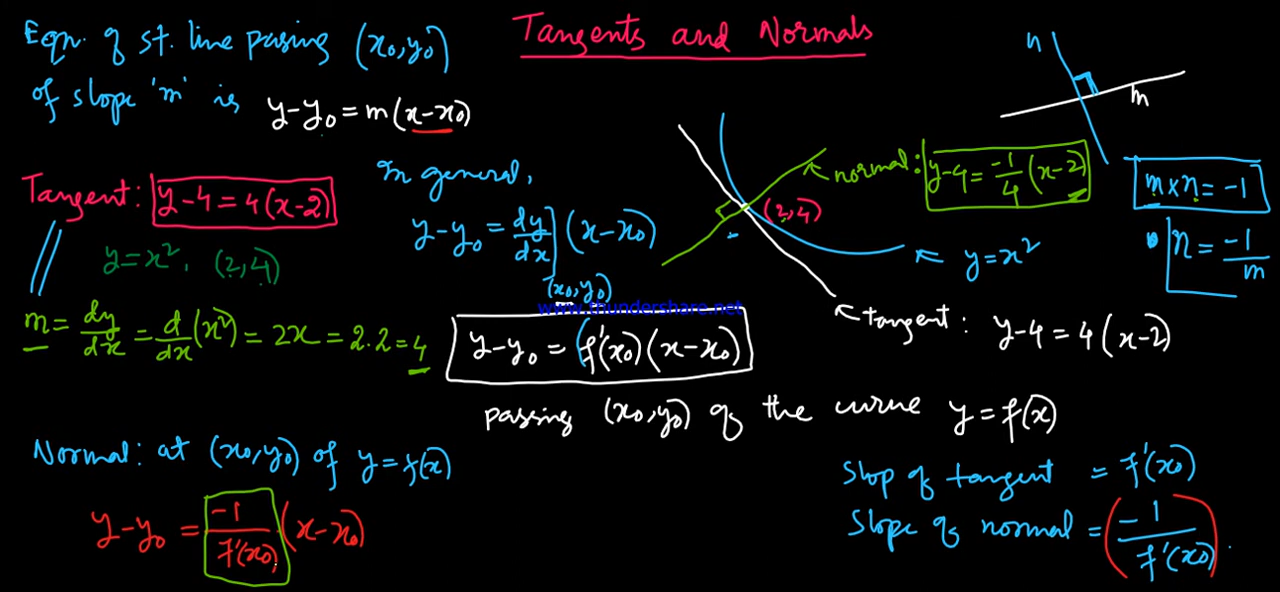 Tangents and Normals
Eqn. of st. line pasing (x₀,y₀)
of slope 'm' is y-y₀ = m(x-x₀)
Tangent: y-4 = 4(x-2)
y=x², (2,4)
m = dy/dx = d/dx(x²) = 2x = 2.2 = 4
In general,
y-y₀ = dy/dx](x₀,y₀) (x-x₀)
www.thundershare.net
y-y₀ = f'(x₀)(x-x₀)
passing (x₀,y₀) of the curve y=f(x)
Normal: at (x₀,y₀) of y=f(x)
y-y₀ = -1/f'(x₀) (x-x₀)
n
m
normal: y-4 = -1/4 (x-2)
(2,4)
y=x²
tangent: y-4 = 4(x-2)
m×n = -1
n = -1/m
Slop of tangent = f'(x₀)
Slope of normal = (-1/f'(x₀)).